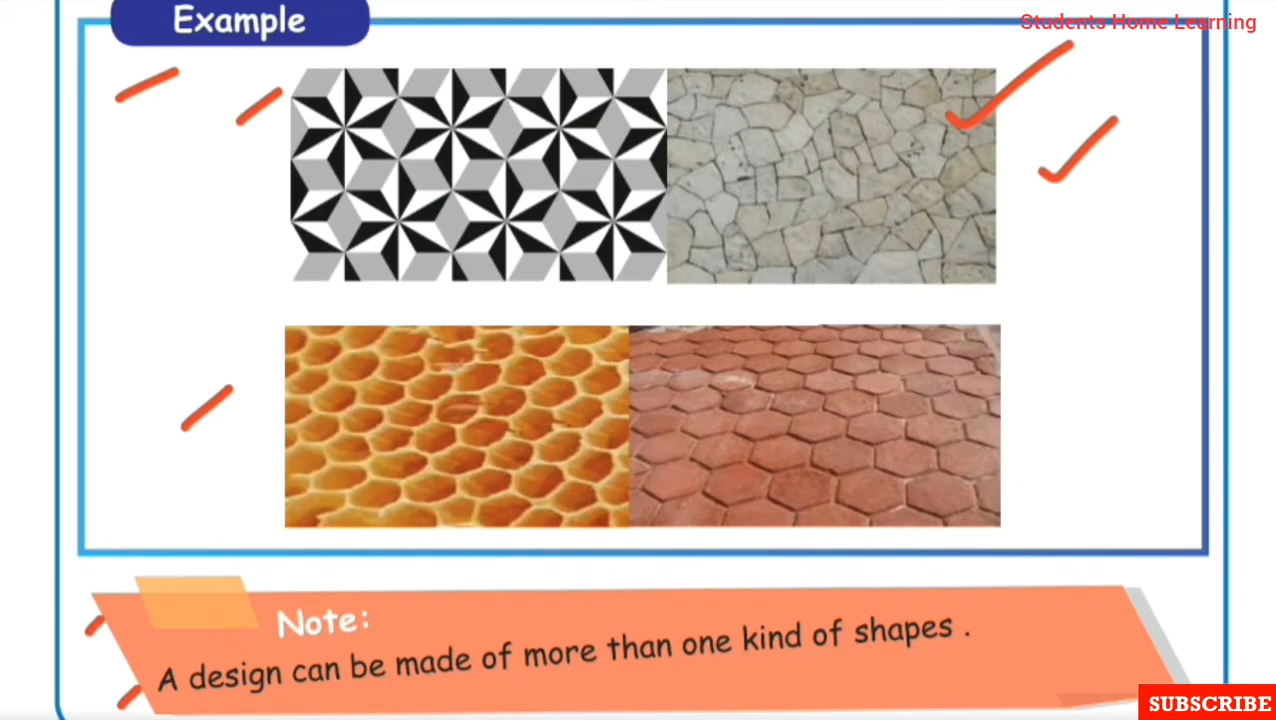 Example
Students Home Learning
Note:
A design can be made of more than one kind of shapes .
SUBSCRIBE